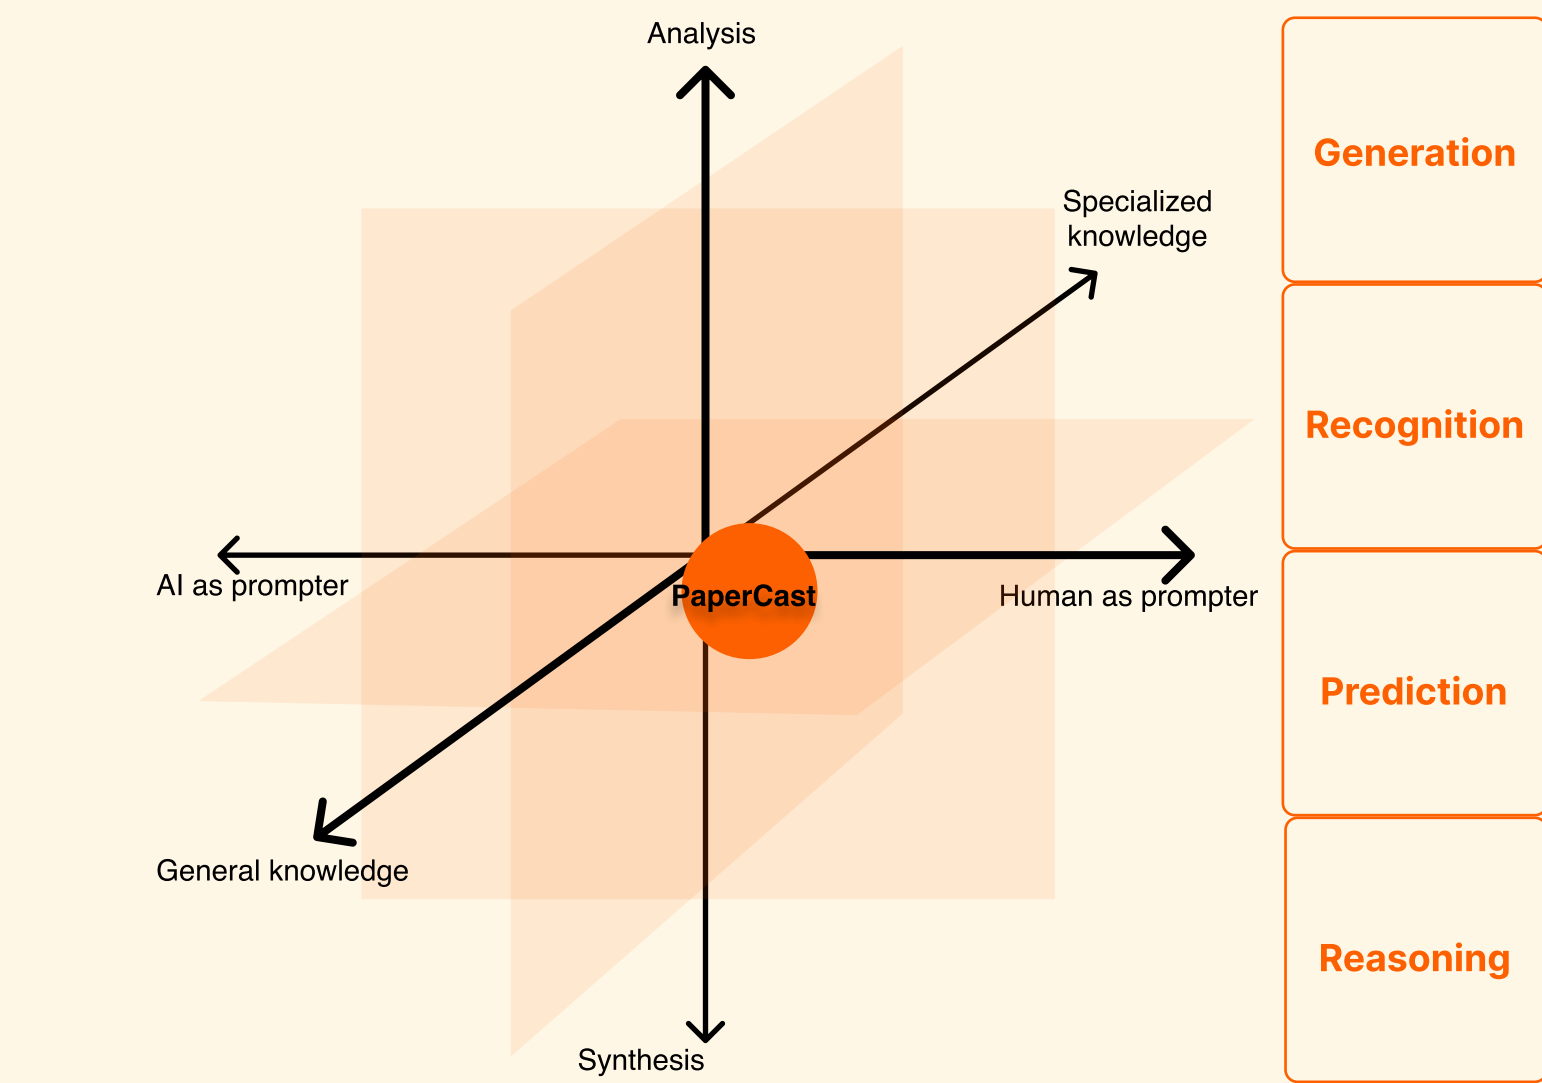 Analysis
Generation
Specialized
knowledge
Recognition
AI as prompter
PaperCast
Human as prompter
Prediction
General knowledge
Reasoning
Synthesis